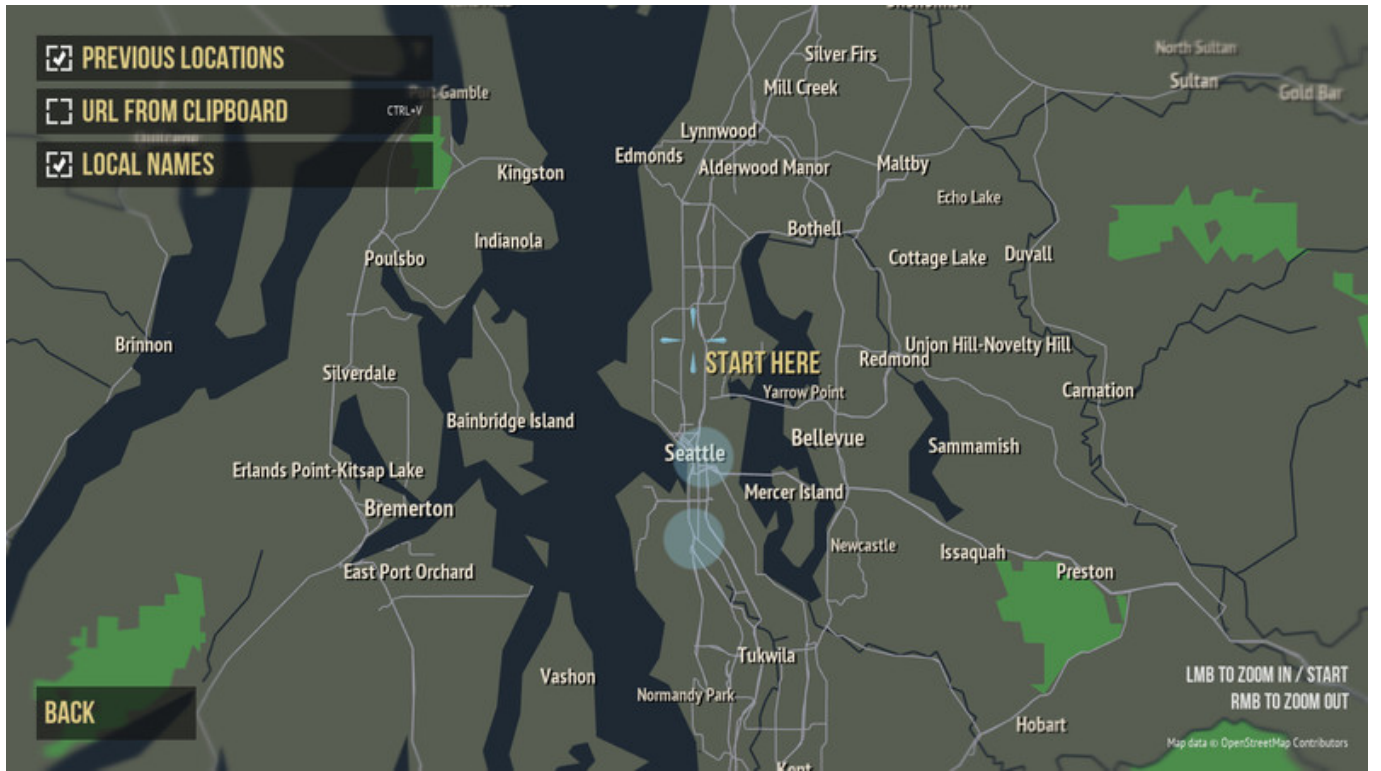 PREVIOUS LOCATIONS
URL FROM CLIPBOARD
CTRL+V
LOCAL NAMES
Silver Firs
North Sultan
Sultan
Gold Bar
Mill Creek
Port Gamble
Lynnwood
Edmonds
Alderwood Manor
Maltby
Kingston
Echo Lake
Bothell
Indianola
Poulsbo
Cottage Lake
Duvall
Brinnon
Union Hill-Novelty Hill
START HERE
Redmond
Silverdale
Yarrow Point
Carnation
Bainbridge Island
Bellevue
Sammamish
Seattle
Erlands Point-Kitsap Lake
Mercer Island
Bremerton
Newcastle
Issaquah
East Port Orchard
Preston
Tukwila
Vashon
Normandy Park
LMB TO ZOOM IN / START
RMB TO ZOOM OUT
BACK
Hobart
Map data © OpenStreetMap Contributors
Kent